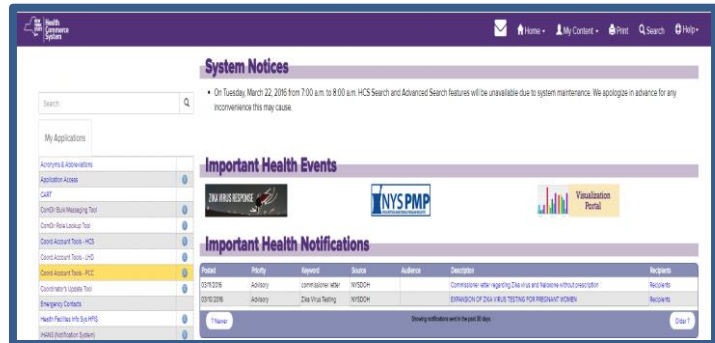 Health
Commerce
System
Home
My Content
Print
Search
Help
System Notices
On Tuesday, March 22, 2016 from 7:00 a.m. to 8:00 a.m. HCS Search and Advanced Search features will be unavailable due to system maintenance. We apologize in advance for any
inconvenience this may cause.
Search
My Applications
Acronyms & Abbreviations
Application Access
CART
ComDir Bulk Messaging Tool
ComDir Role Lookup Tool
Coord Account Tools - HCS
Coord Account Tools - LHD
Coord Account Tools - PCC
Coordinator's Update Tool
Emergency Contacts
Health Facilities Info Sys HFIS
IHANS (Notification System)
Important Health Events
ZIKA VIRUS RESPONSE
NYS PMP
Visualization
Portal
Important Health Notifications
Posted Priority Keyword Source Audience Description Recipients
03/11/2016 Advisory commissioner letter NYSDOH Commissioner letter regarding Zika virus and Naloxone without prescription Recipients
03/10/2016 Advisory Zika Virus Testing NYSDOH EXPANSION OF ZIKA VIRUS TESTING FOR PREGNANT WOMEN Recipients
? Newer
Showing notifications sent in the past 30 days.
Older ?